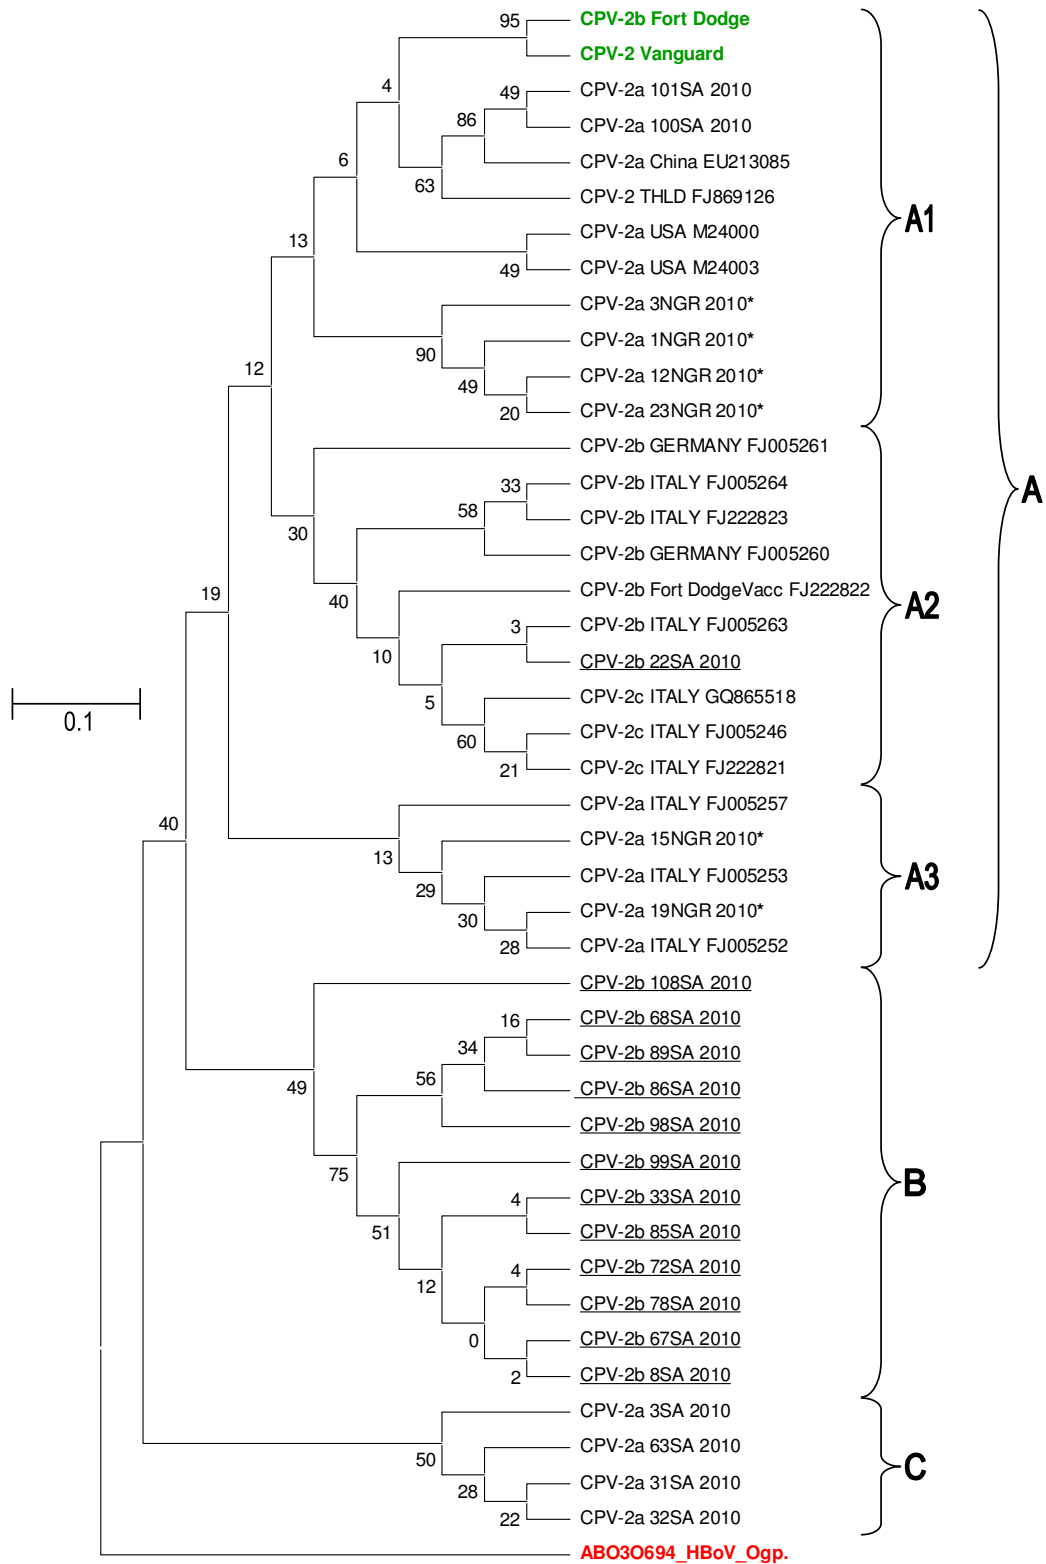 95 CPV-2b Fort Dodge
CPV-2 Vanguard
4
49 CPV-2a 101SA 2010
86
CPV-2a 100SA 2010
6
CPV-2a China EU213085
63
CPV-2 THLD FJ869126
A1
13
CPV-2a USA M24000
49 CPV-2a USA M24003
CPV-2a 3NGR 2010*
90
CPV-2a 1NGR 2010*
12
49
CPV-2a 12NGR 2010*
20 CPV-2a 23NGR 2010*
CPV-2b GERMANY FJ005261
33 CPV-2b ITALY FJ005264
A
58
CPV-2b ITALY FJ222823
30
CPV-2b GERMANY FJ005260
19
40
CPV-2b Fort DodgeVacc FJ222822
A2
3 CPV-2b ITALY FJ005263
10
CPV-2b 22SA 2010
5
CPV-2c ITALY GQ865518
0.1
60
CPV-2c ITALY FJ005246
21 CPV-2c ITALY FJ222821
CPV-2a ITALY FJ005257
40
13
CPV-2a 15NGR 2010*
29
CPV-2a ITALY FJ005253
A3
30
CPV-2a 19NGR 2010*
28 CPV-2a ITALY FJ005252
CPV-2b 108SA 2010
16 CPV-2b 68SA 2010
34
CPV-2b 89SA 2010
56
49
CPV-2b 86SA 2010
CPV-2b 98SA 2010
75
CPV-2b 99SA 2010
B
4 CPV-2b 33SA 2010
51
CPV-2b 85SA 2010
4 CPV-2b 72SA 2010
12
CPV-2b 78SA 2010
0
CPV-2b 67SA 2010
2 CPV-2b 8SA 2010
CPV-2a 3SA 2010
50
CPV-2a 63SA 2010
C
28
CPV-2a 31SA 2010
22 CPV-2a 32SA 2010
ABO3O694_HBoV_Ogp.